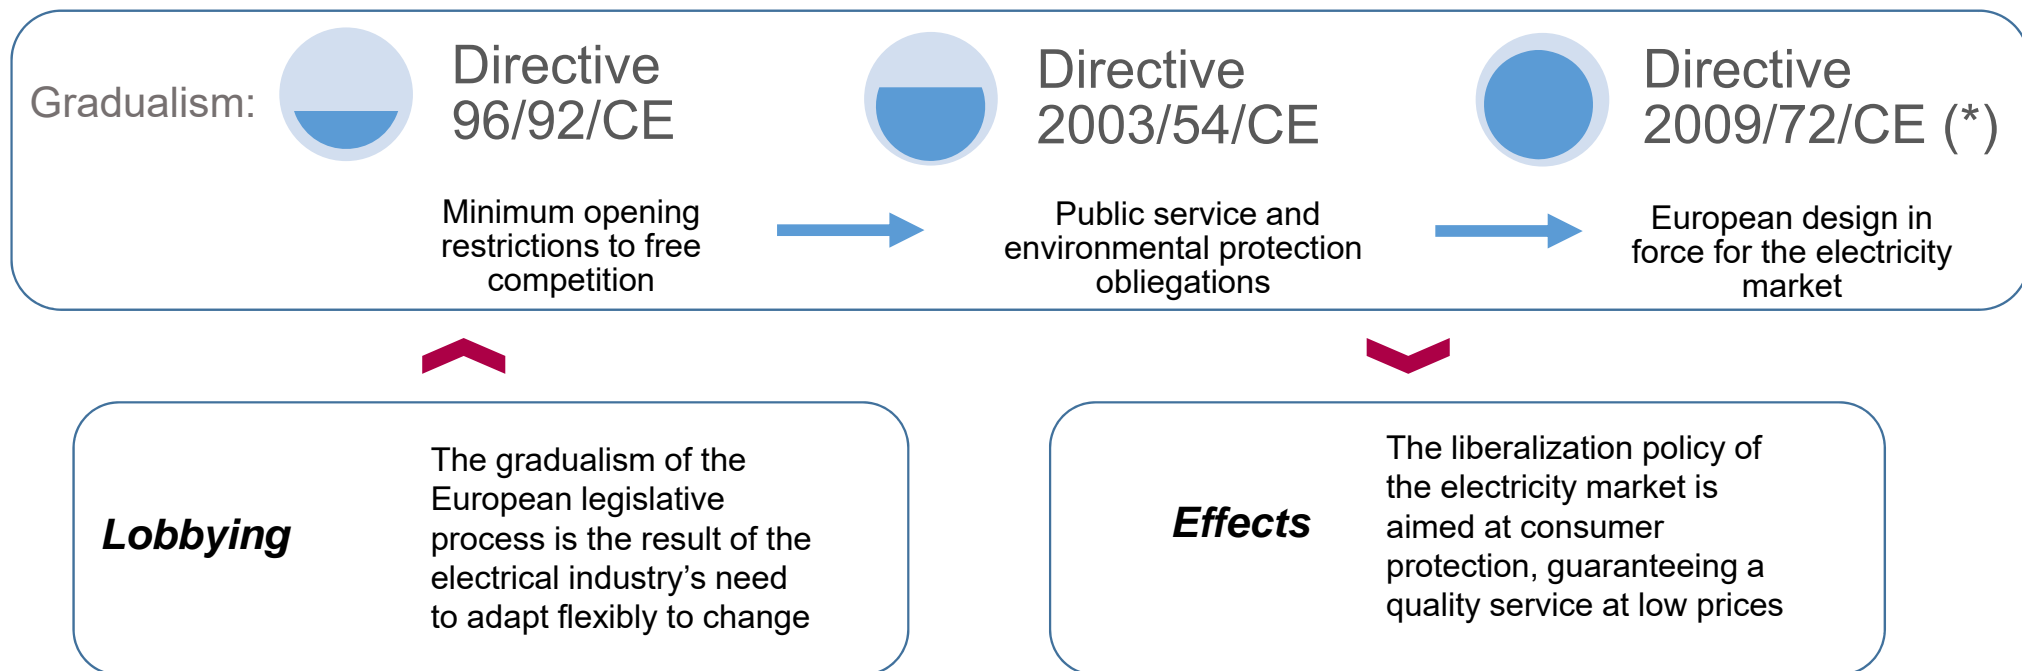 Gradualism:
Directive
96/92/CE
Minimum opening
restrictions to free
competition
Directive
2003/54/CE
Public service and
environmental protection
obliegations
Directive
2009/72/CE (*)
European design in
force for the electricity
market
Lobbying
The gradualism of the
European legislative
process is the result of the
electrical industry’s need
to adapt flexibly to change
Effects
The liberalization policy of
the electricity market is
aimed at consumer
protection, guaranteeing a
quality service at low prices